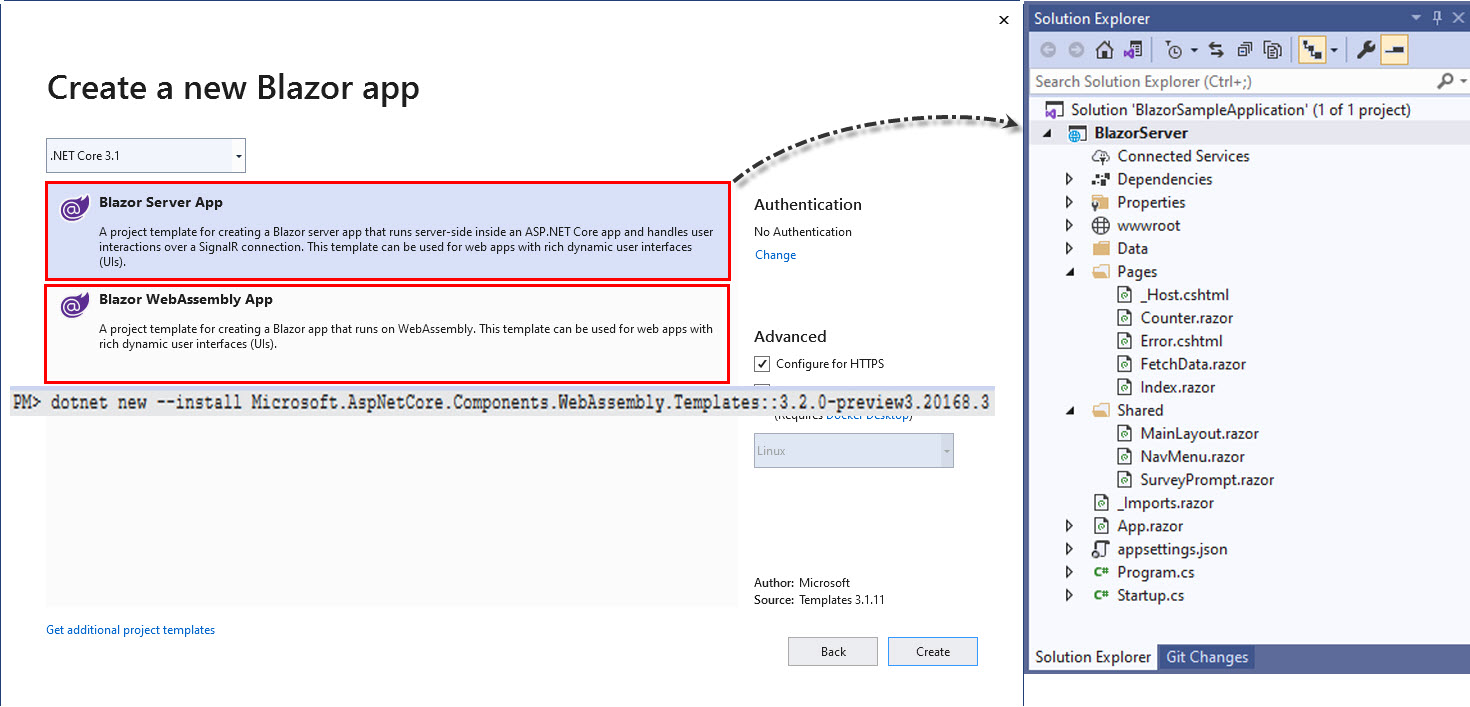 Create a new Blazor app
.NET Core 3.1
Blazor Server App
A project template for creating a Blazor server app that runs server-side inside an ASP.NET Core app and handles user
interactions over a SignalR connection. This template can be used for web apps with rich dynamic user interfaces
(UIs).
Blazor WebAssembly App
A project template for creating a Blazor app that runs on WebAssembly. This template can be used for web apps with
rich dynamic user interfaces (UIs).
Authentication
No Authentication
Change
Advanced
Configure for HTTPS
PM> dotnet new --install Microsoft.AspNetCore.Components.WebAssembly.Templates::3.2.0-preview3.20168.3
(Requires Docker Desktop)
Linux
Author: Microsoft
Source: Templates 3.1.11
Get additional project templates
Back
Create
Solution Explorer
Search Solution Explorer (Ctrl+;)
Solution 'BlazorSampleApplication' (1 of 1 project)
BlazorServer
Connected Services
Dependencies
Properties
wwwroot
Data
Pages
_Host.cshtml
Counter.razor
Error.cshtml
FetchData.razor
Index.razor
Shared
MainLayout.razor
NavMenu.razor
SurveyPrompt.razor
_Imports.razor
App.razor
appsettings.json
C# Program.cs
C# Startup.cs
Solution Explorer
Git Changes